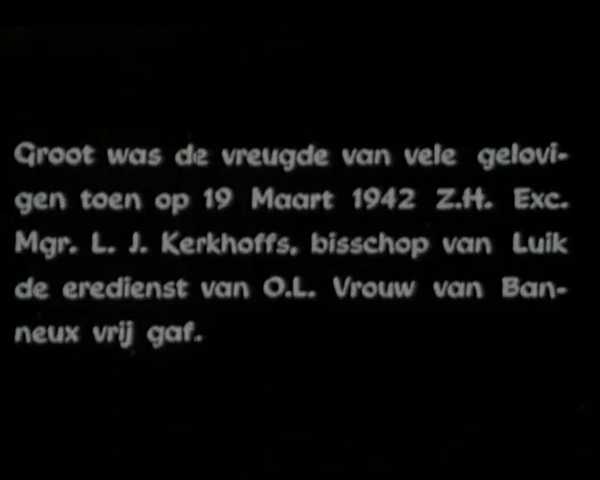 Groot was de vreugde van vele gelovi-
gen toen op 19 Maart 1942 Z.H. Exc.
Mgr. L. J. Kerkhoffs, bisschop van Luik
de eredienst van O.L. Vrouw van Ban-
neux vrij gaf.